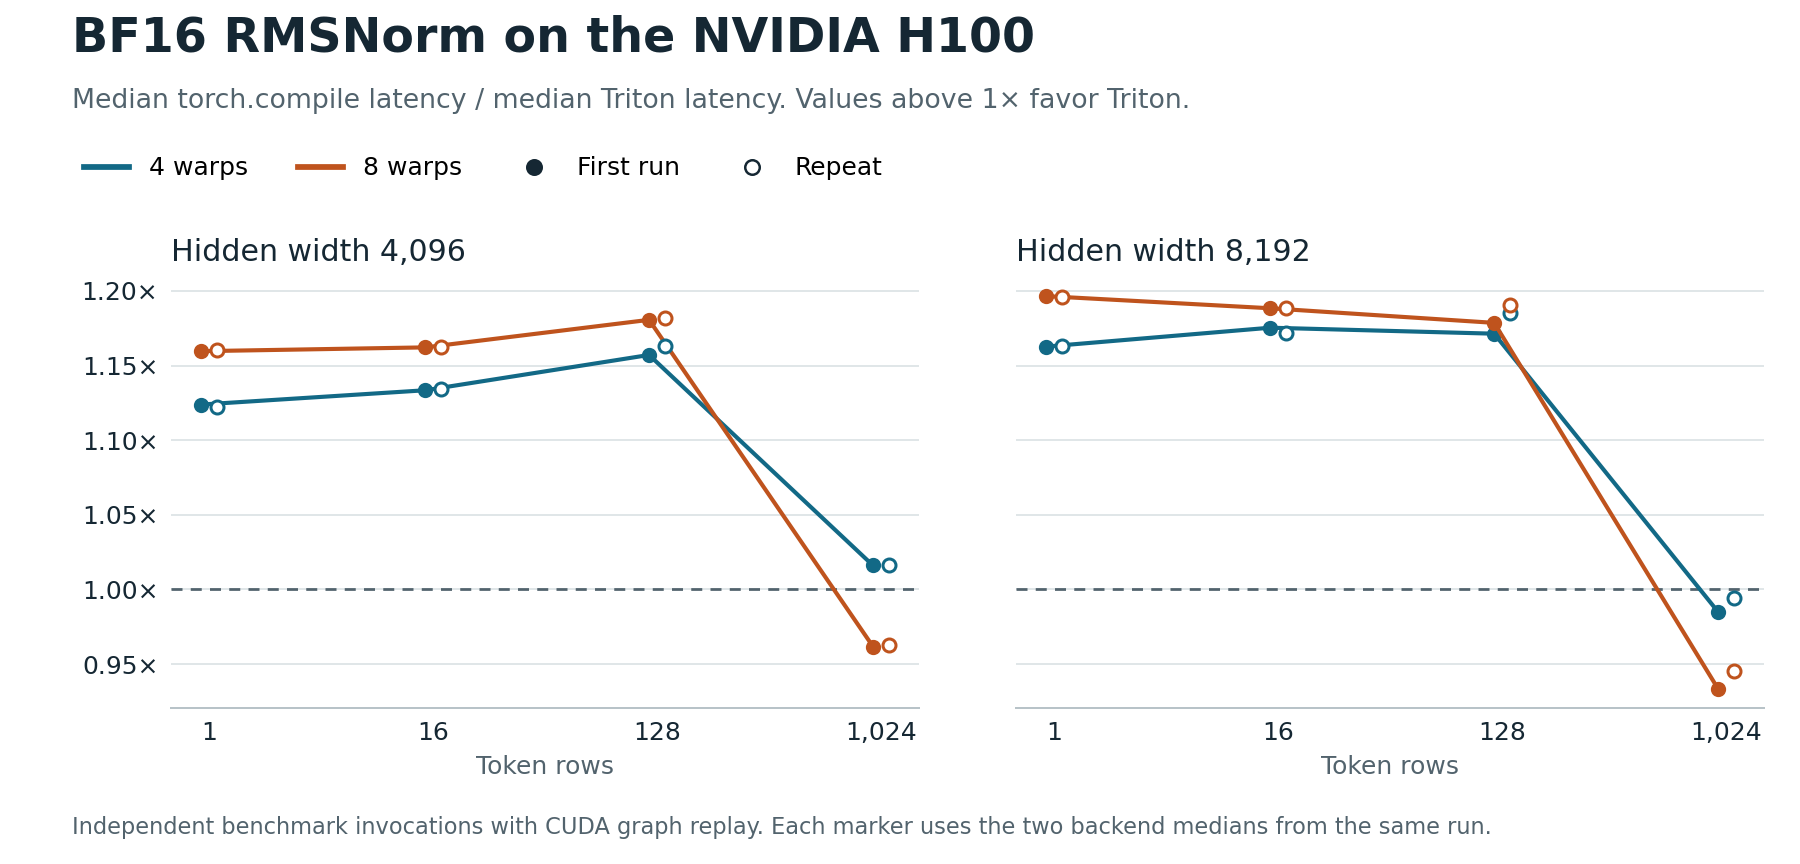 BF16 RMSNorm on the NVIDIA H100
Median torch.compile latency / median Triton latency. Values above 1× favor Triton.
4 warps 8 warps First run Repeat
Hidden width 4,096
1.20×
1.15×
1.10×
1.05×
1.00×
0.95×
1 16 128 1,024
Token rows
Hidden width 8,192
1 16 128 1,024
Token rows
Independent benchmark invocations with CUDA graph replay. Each marker uses the two backend medians from the same run.